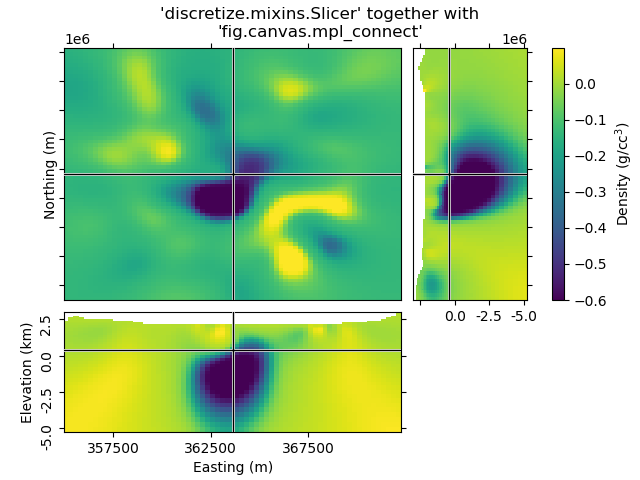 'discretize.mixins.Slicer' together with
'fig.canvas.mpl_connect'
1e6
1e6
Northing (m)
0.0
-2.5
-5.0
0.0
−0.1
−0.2
−0.3
−0.4
−0.5
−0.6
Density (g/cc³)
Elevation (km)
2.5
0.0
-2.5
-5.0
357500
362500
367500
Easting (m)